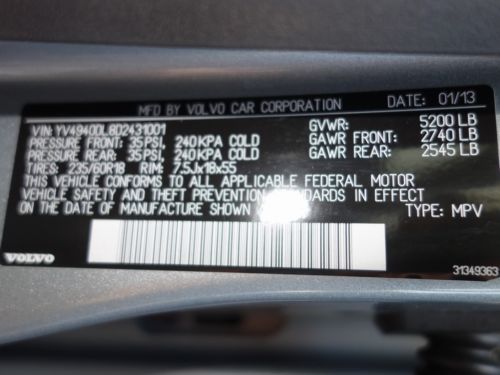 MFD BY VOLVO CAR CORPORATION DATE: 01/13
VIN: YV4940DL8D2431001 GVWR: 5200 LB
PRESSURE FRONT: 35PSI, 240KPA COLD GAWR FRONT: 2740 LB
PRESSURE REAR: 35PSI, 240KPA COLD GAWR REAR: 2545 LB
TIRES: 235/60R18 RIM: 7.5Jx18x55
THIS VEHICLE CONFORMS TO ALL APPLICABLE FEDERAL MOTOR
VEHICLE SAFETY AND THEFT PREVENTION STANDARDS IN EFFECT
ON THE DATE OF MANUFACTURE SHOWN TYPE: MPV
VOLVO 31349363